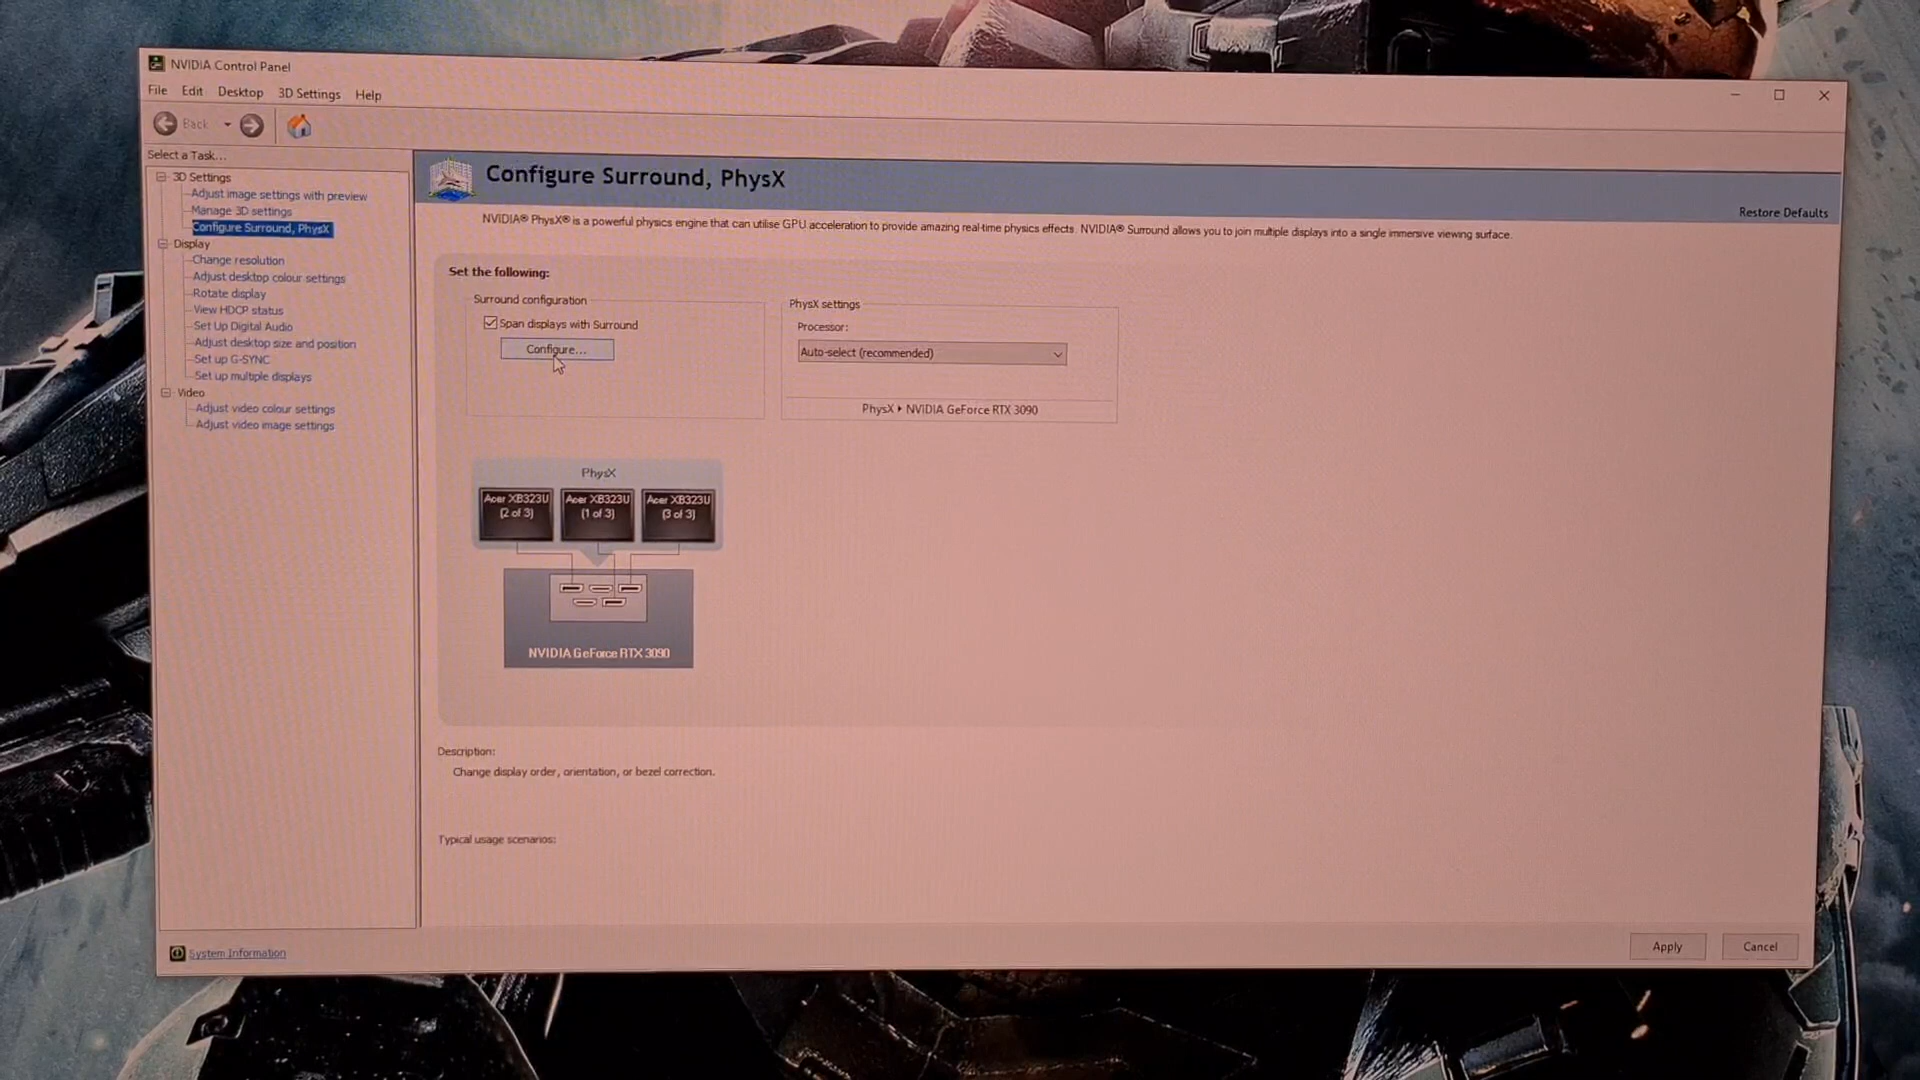 NVIDIA Control Panel
File Edit Desktop 3D Settings Help
Back
Select a Task...
3D Settings
Adjust image settings with preview
Manage 3D settings
Configure Surround, PhysX
Display
Change resolution
Adjust desktop colour settings
Rotate display
View HDCP status
Set Up Digital Audio
Adjust desktop size and position
Set up G-SYNC
Set up multiple displays
Video
Adjust video colour settings
Adjust video image settings
System Information
Configure Surround, PhysX
Restore Defaults
NVIDIA® PhysX® is a powerful physics engine that can utilise GPU acceleration to provide amazing real-time physics effects. NVIDIA® Surround allows you to join multiple displays into a single immersive viewing surface.
Set the following:
Surround configuration
Span displays with Surround
Configure...
PhysX settings
Processor:
Auto-select (recommended)
PhysX NVIDIA GeForce RTX 3090
PhysX
Acer XB323U Acer XB323U Acer XB323U
(2 of 3) (1 of 3) (3 of 3)
NVIDIA GeForce RTX 3090
Description:
Change display order, orientation, or bezel correction.
Typical usage scenarios:
Apply Cancel